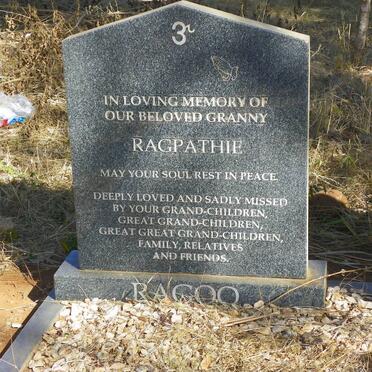 ॐ
IN LOVING MEMORY OF
OUR BELOVED GRANNY
RAGPATHIE
MAY YOUR SOUL REST IN PEACE.
DEEPLY LOVED AND SADLY MISSED
BY YOUR GRAND-CHILDREN,
GREAT GRAND-CHILDREN,
GREAT GREAT GRAND-CHILDREN,
FAMILY, RELATIVES
AND FRIENDS.
RAGOO